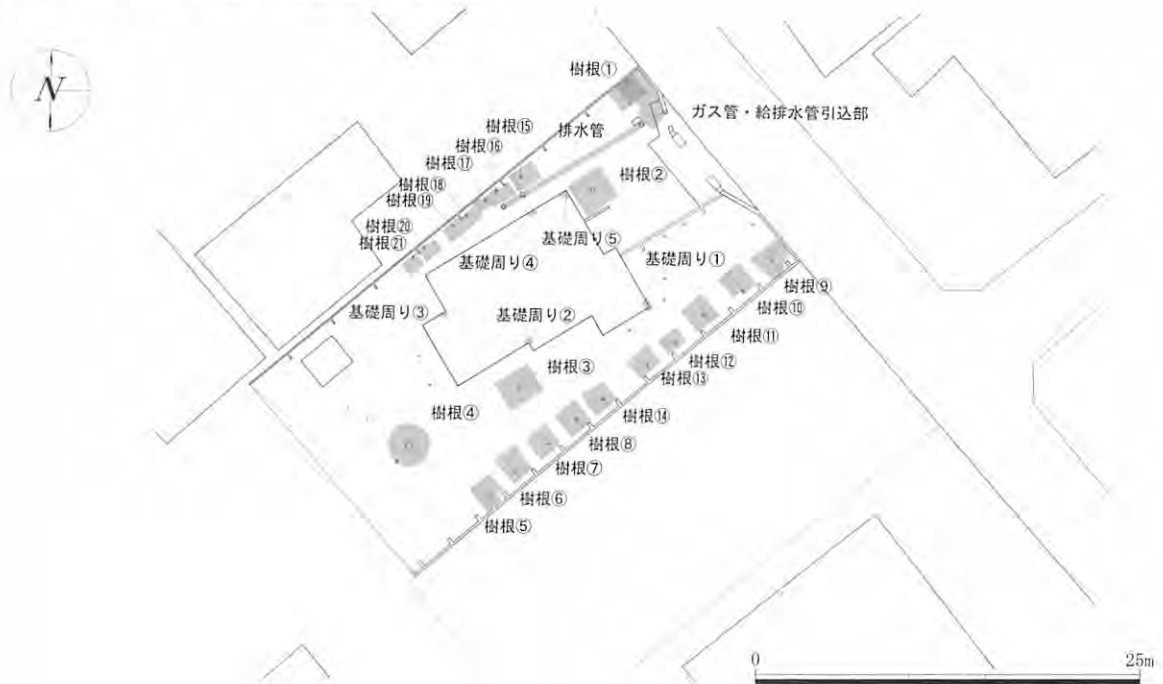 N
樹根①
ガス管・給排水管引込部
樹根⑮
排水管
樹根⑯
樹根⑰
樹根②
樹根⑱
樹根⑲
樹根⑳
基礎周り⑤
樹根㉑
基礎周り④
基礎周り①
樹根⑨
樹根⑩
基礎周り③
基礎周り②
樹根⑪
樹根⑫
樹根③
樹根⑬
樹根④
樹根⑭
樹根⑧
樹根⑦
樹根⑥
樹根⑤
0
25m